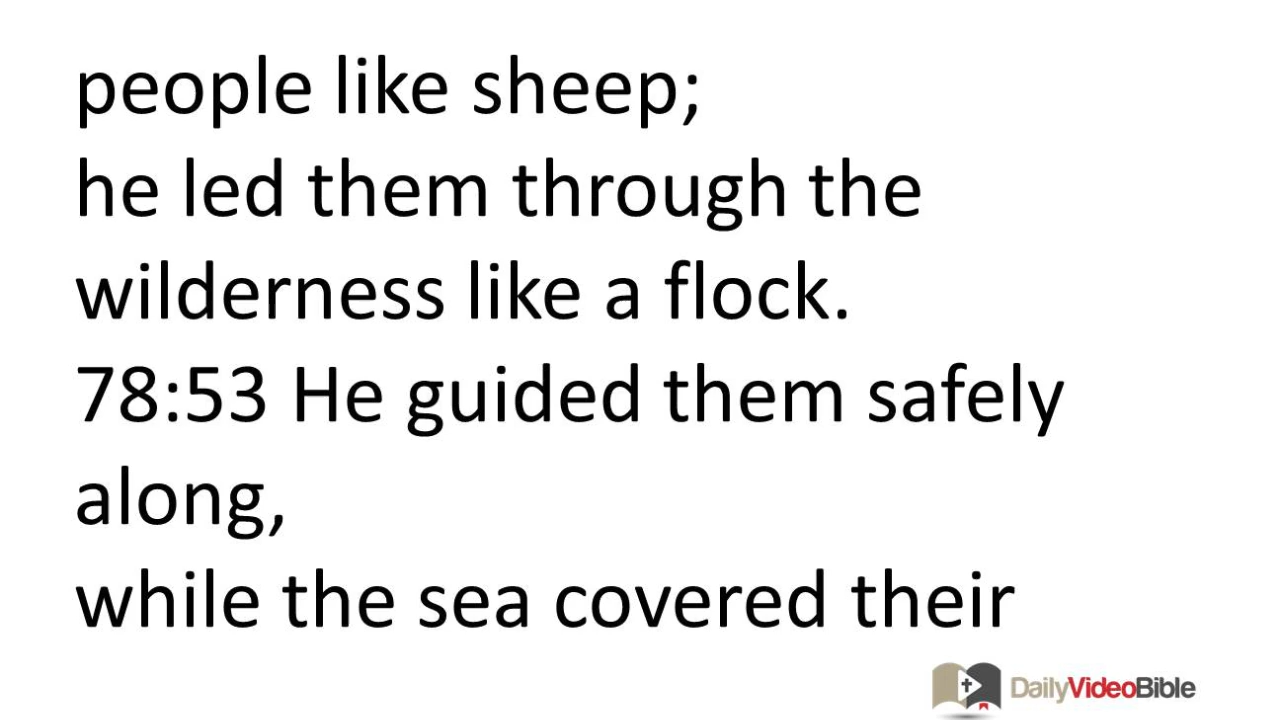 people like sheep;
he led them through the
wilderness like a flock.
78:53 He guided them safely
along,
while the sea covered their
DailyVideoBible